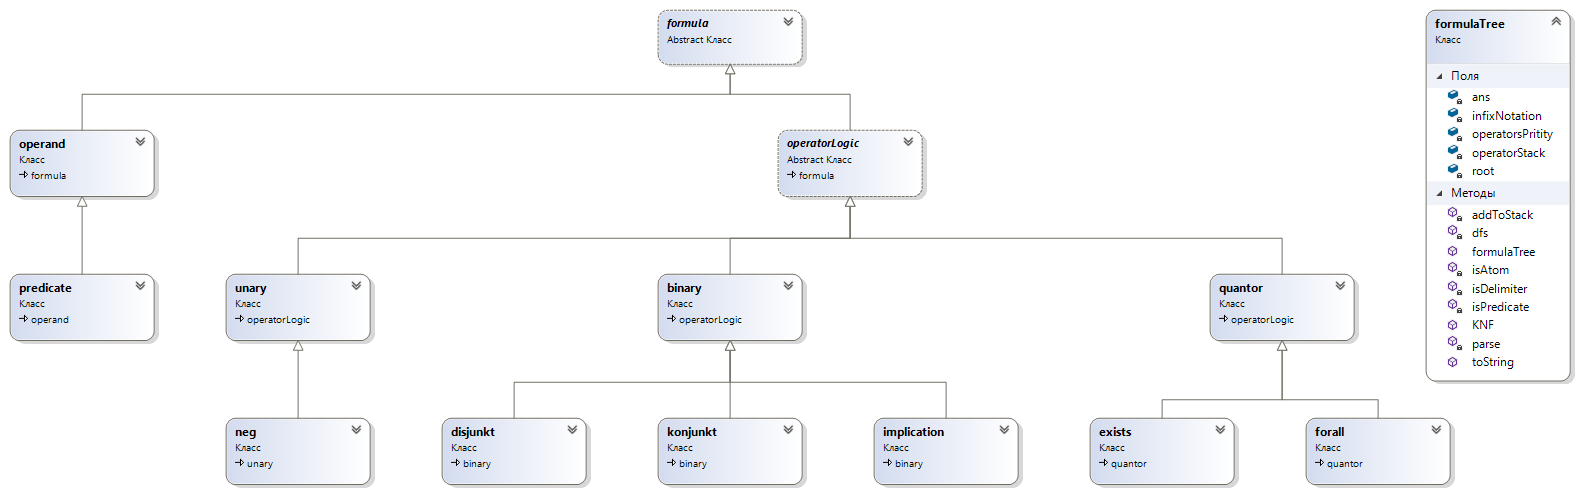 formula
Abstract Класс
formulaTree
Класс
Поля
ans
infixNotation
operatorsPritity
operatorStack
root
Методы
addToStack
dfs
formulaTree
isAtom
isDelimiter
isPredicate
KNF
parse
toString
operand
Класс
formula
operatorLogic
Abstract Класс
formula
predicate
Класс
operand
unary
Класс
operatorLogic
binary
Класс
operatorLogic
quantor
Класс
operatorLogic
neg
Класс
unary
disjunkt
Класс
binary
konjunkt
Класс
binary
implication
Класс
binary
exists
Класс
quantor
forall
Класс
quantor